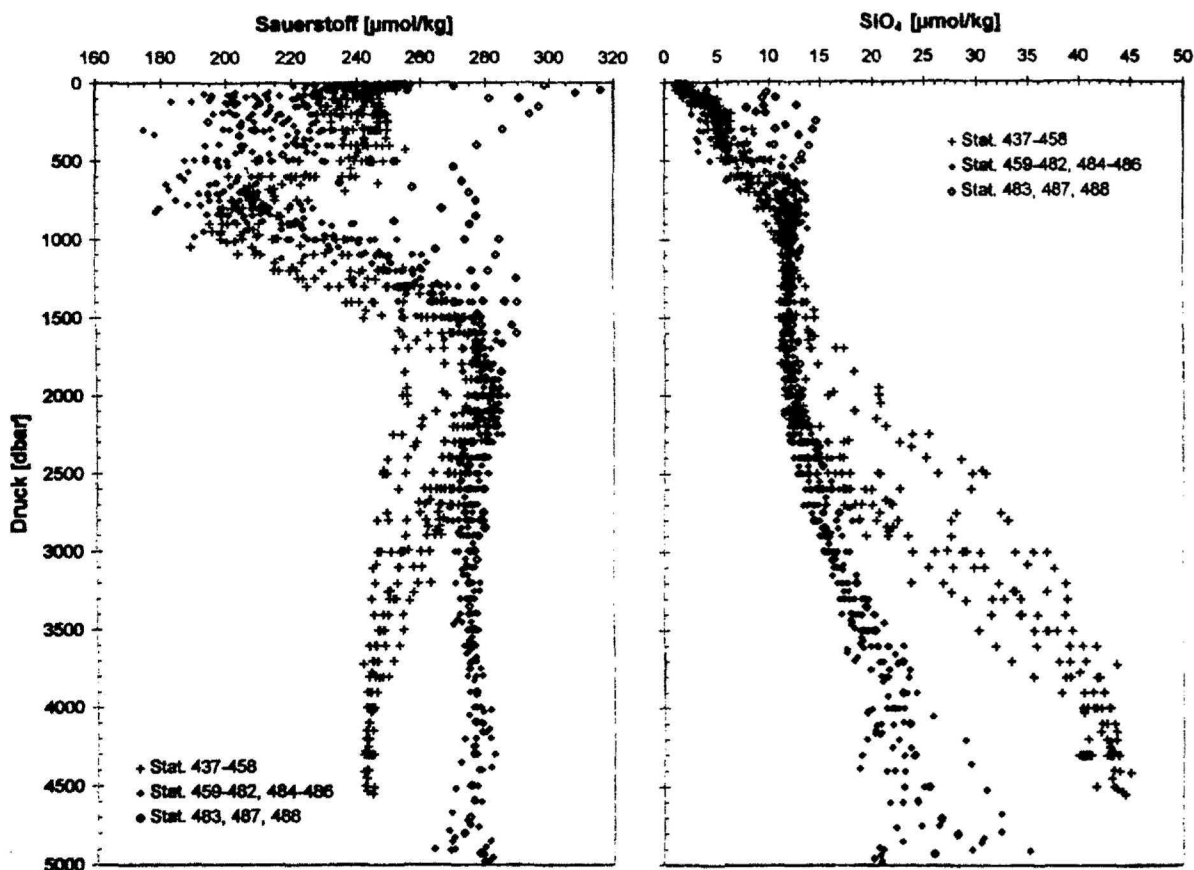 Sauerstoff [µmol/kg]
160 180 200 220 240 260 280 300 320
0
500
1000
1500
2000
2500
3000
3500
4000
4500
5000
Druck [dbar]
+ Stat. 437-458
♦ Stat. 459-482, 484-486
o Stat. 483, 487, 488
SiO₄ [µmol/kg]
0 5 10 15 20 25 30 35 40 45 50
+ Stat. 437-458
♦ Stat. 459-482, 484-486
o Stat. 483, 487, 488